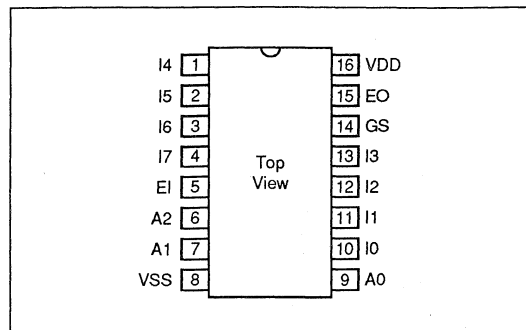 I4 1 16 VDD
I5 2 15 EO
I6 3 14 GS
I7 4 13 I3
EI 5 12 I2
A2 6 11 I1
A1 7 10 I0
VSS 8 9 A0
Top
View